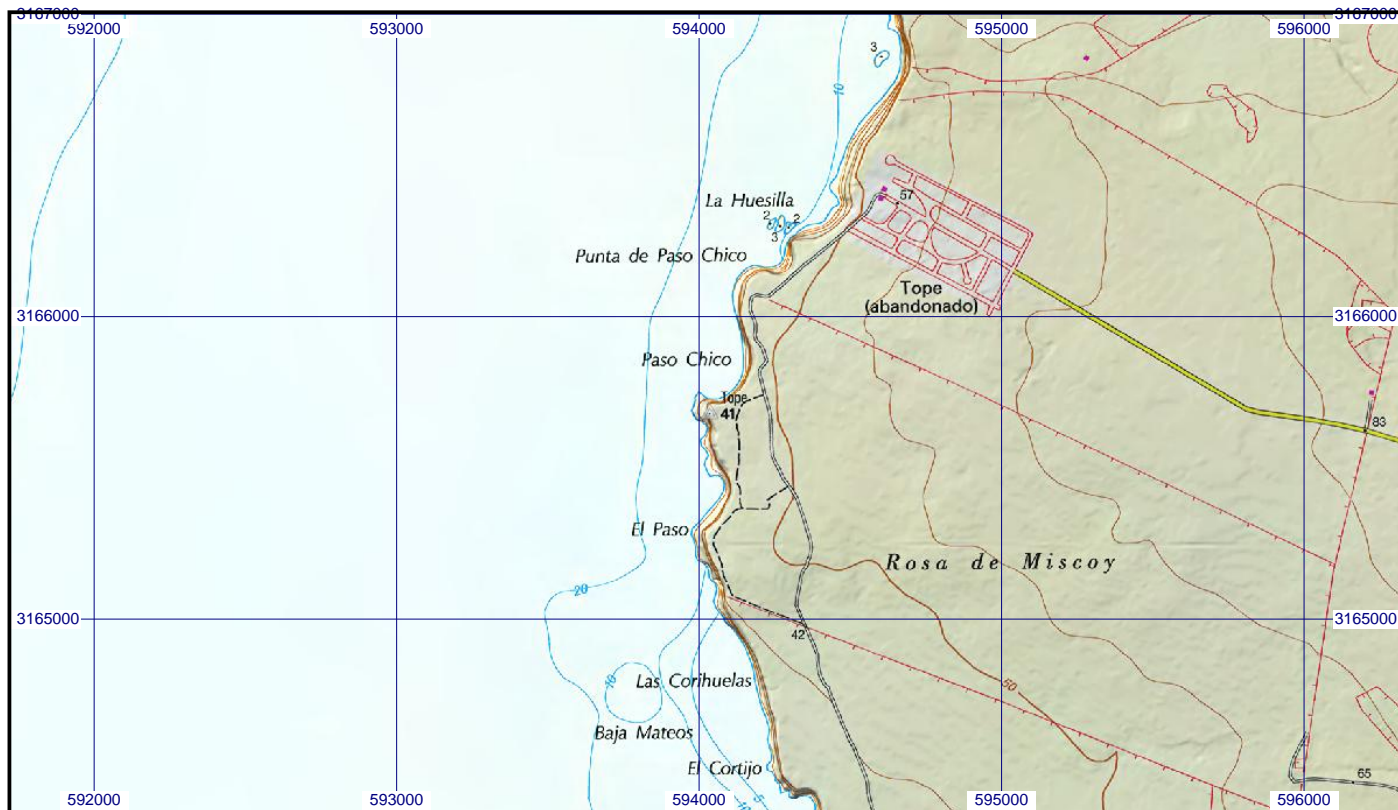 3167000
3167000
592000
593000
594000
595000
596000
3
10
La Huesilla
2
2
3
57
Punta de Paso Chico
Tope
(abandonado)
3166000
3166000
Paso Chico
Tope
41
83
El Paso
Rosa de Miscoy
20
3165000
3165000
42
10
Las Corihuelas
50
Baja Mateos
El Cortijo
65
592000
593000
594000
595000
596000